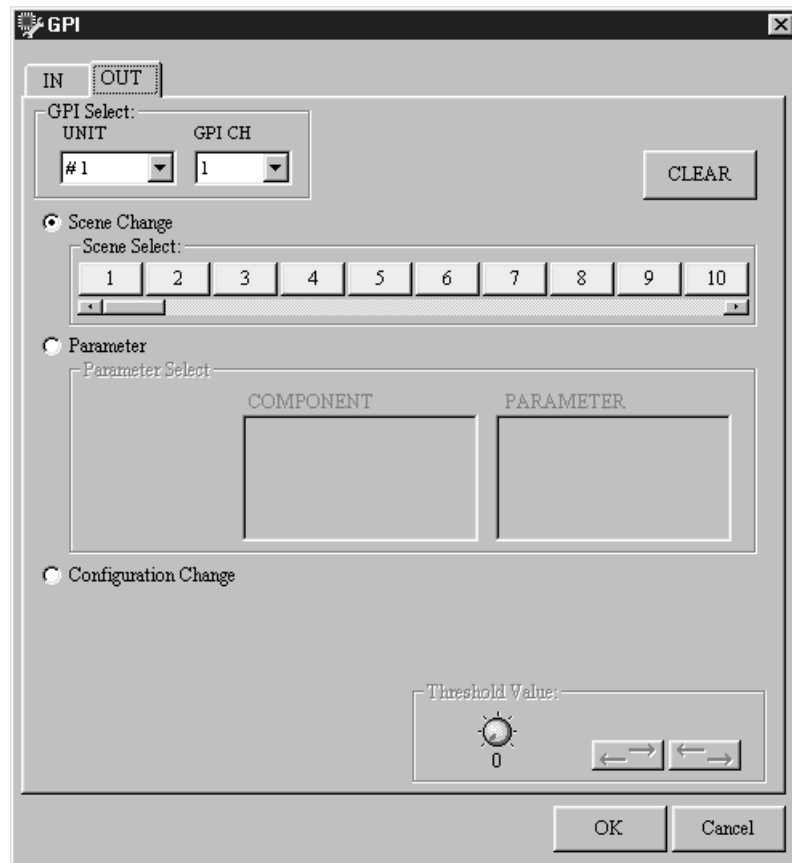 GPI
IN OUT
GPI Select:
UNIT GPI CH
# 1 1
CLEAR
Scene Change
Scene Select:
1 2 3 4 5 6 7 8 9 10
Parameter
Parameter Select
COMPONENT PARAMETER
Configuration Change
Threshold Value:
0
OK Cancel